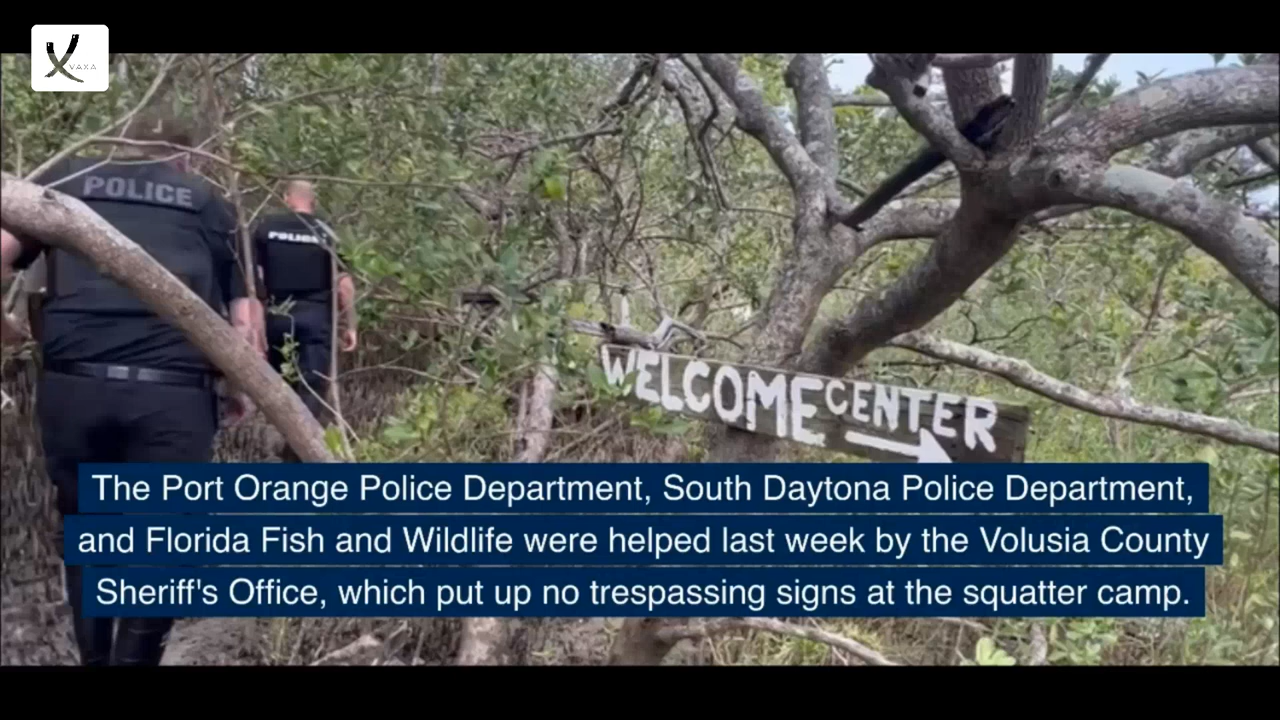 VAXA
POLICE
POLICE
WELCOME CENTER
The Port Orange Police Department, South Daytona Police Department,
and Florida Fish and Wildlife were helped last week by the Volusia County
Sheriff's Office, which put up no trespassing signs at the squatter camp.